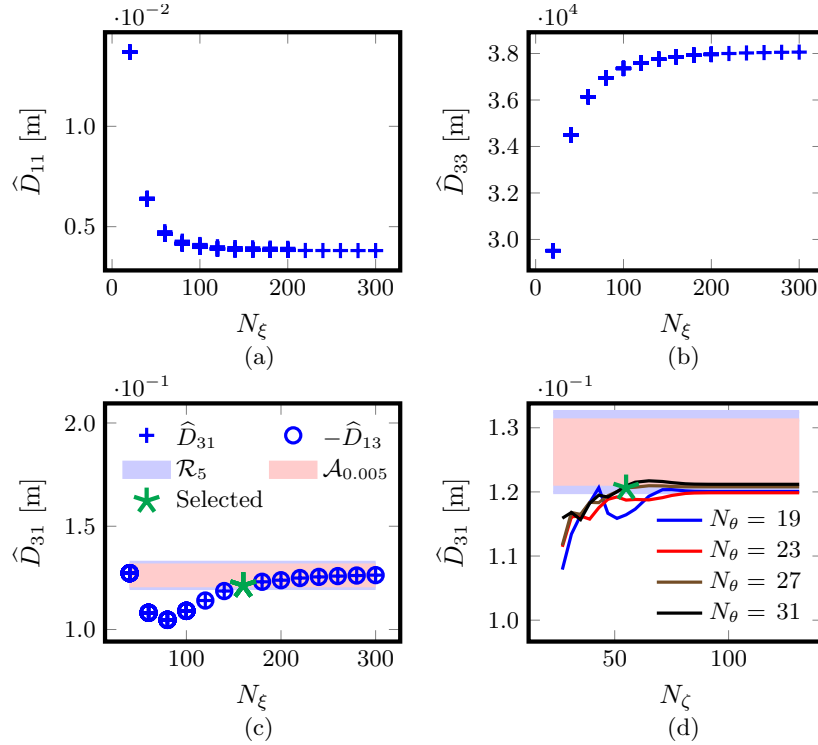 ·10⁻²
1.0
0.5
0
100
200
300
D̂₁₁ [m]
N_ξ
(a)
·10⁴
3.8
3.6
3.4
3.2
3.0
0
100
200
300
D̂₃₃ [m]
N_ξ
(b)
·10⁻¹
2.0
1.5
1.0
100
200
300
D̂₃₁ [m]
D̂₃₁
−D̂₁₃
R₅
A₀.₀₀₅
Selected
N_ξ
(c)
·10⁻¹
1.3
1.2
1.1
1.0
50
100
D̂₃₁ [m]
N_θ = 19
N_θ = 23
N_θ = 27
N_θ = 31
N_ζ
(d)